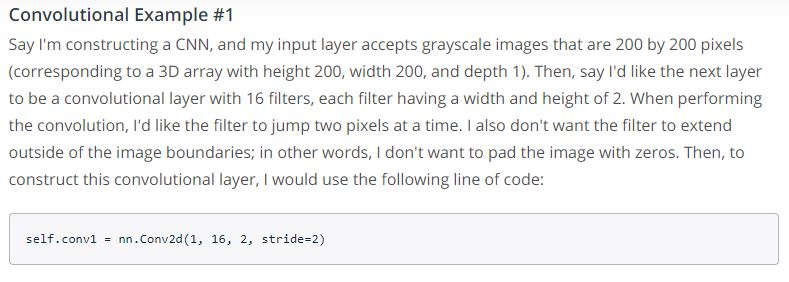 Convolutional Example #1
Say I'm constructing a CNN, and my input layer accepts grayscale images that are 200 by 200 pixels
(corresponding to a 3D array with height 200, width 200, and depth 1). Then, say I'd like the next layer
to be a convolutional layer with 16 filters, each filter having a width and height of 2. When performing
the convolution, I'd like the filter to jump two pixels at a time. I also don't want the filter to extend
outside of the image boundaries; in other words, I don't want to pad the image with zeros. Then, to
construct this convolutional layer, I would use the following line of code:
self.conv1 = nn.Conv2d(1, 16, 2, stride=2)